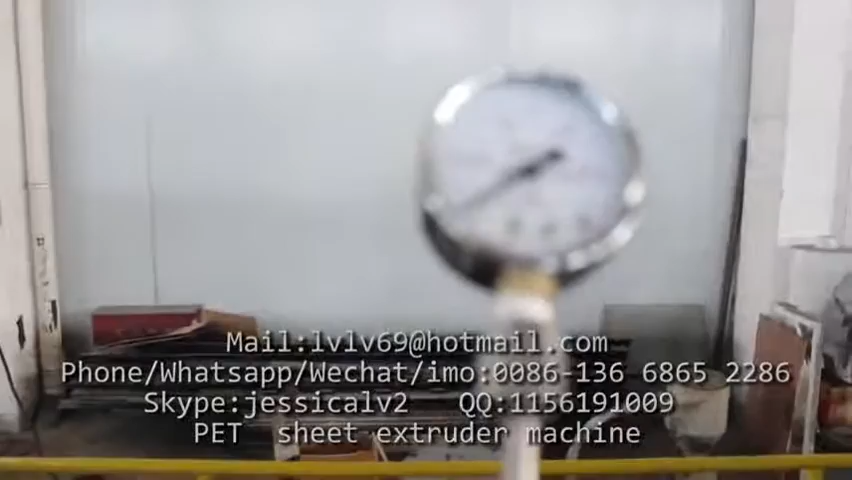 Mail:lvlv69@hotmail.com
Phone/Whatsapp/Wechat/imo:0086-136 6865 2286
Skype:jessicalv2 QQ:1156191009
PET sheet extruder machine